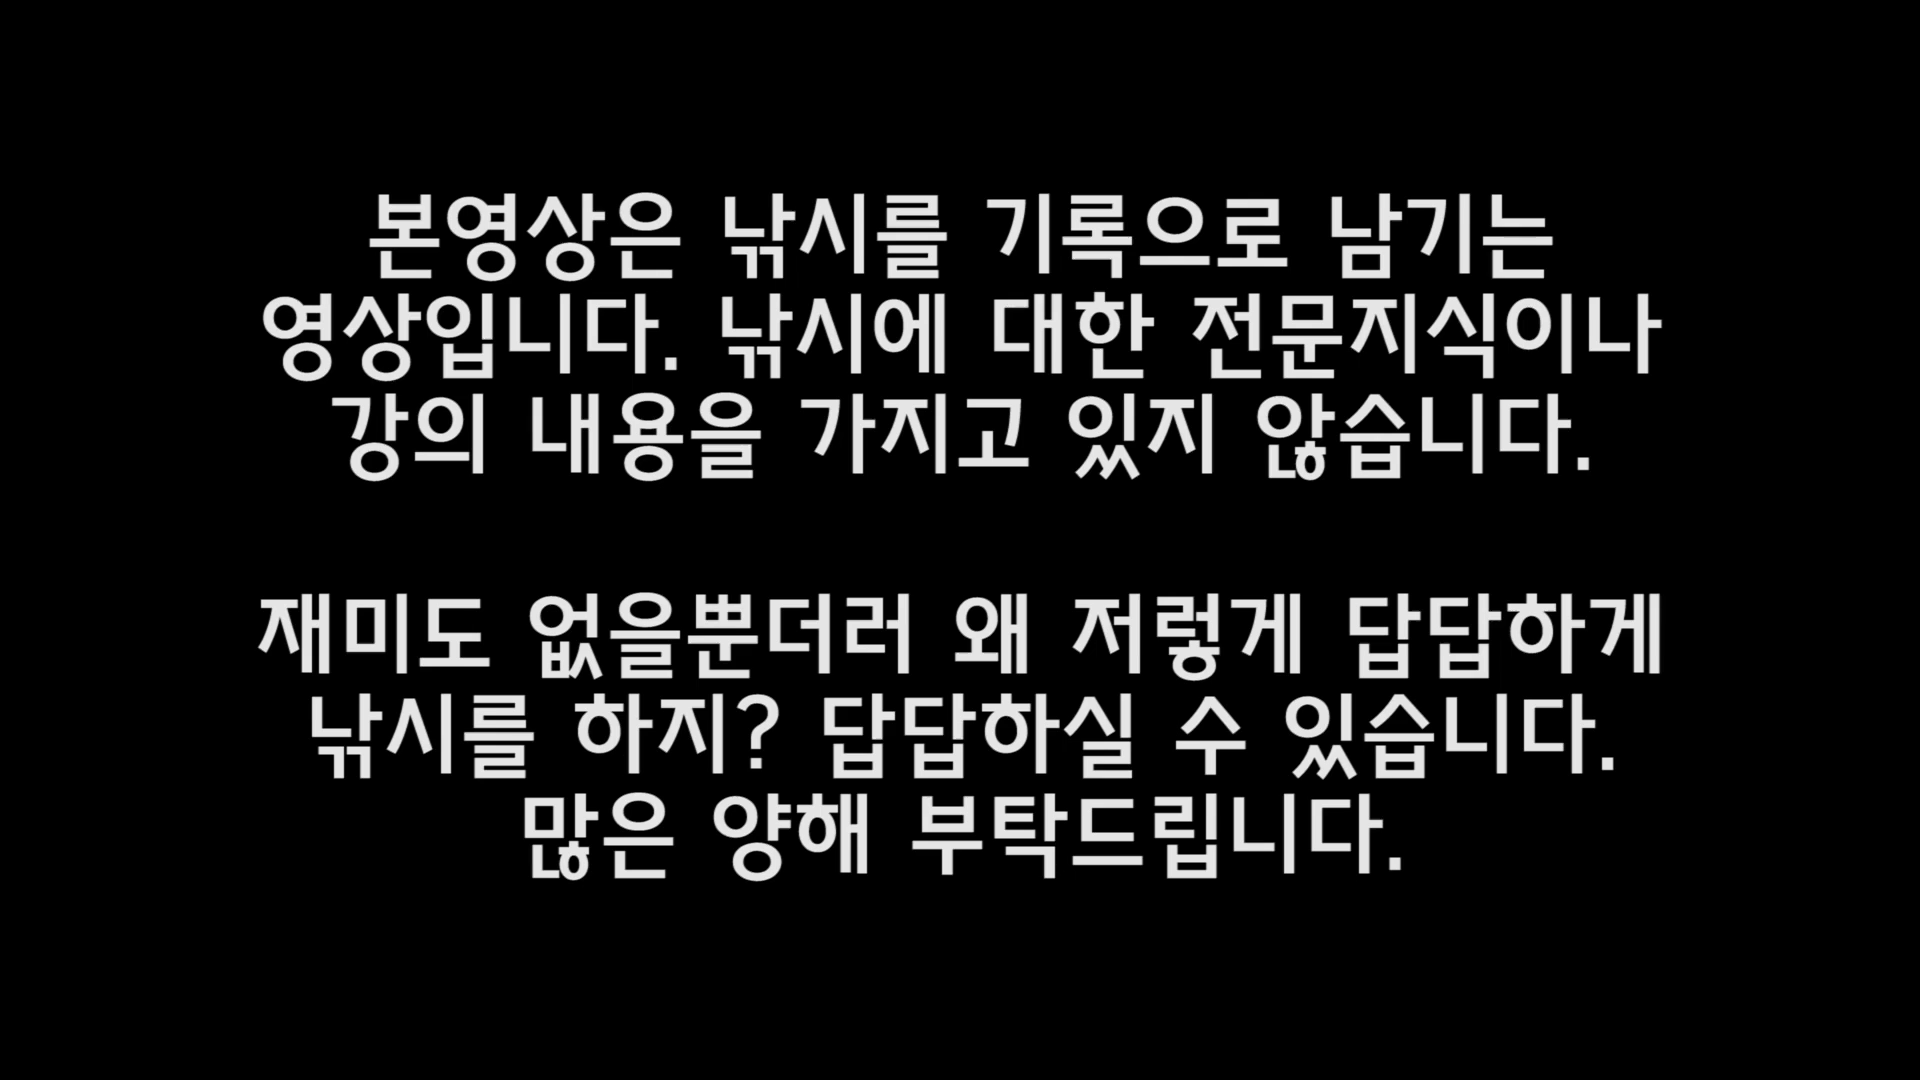 본영상은 낚시를 기록으로 남기는
영상입니다. 낚시에 대한 전문지식이나
강의 내용을 가지고 있지 않습니다.
재미도 없을뿐더러 왜 저렇게 답답하게
낚시를 하지? 답답하실 수 있습니다.
많은 양해 부탁드립니다.